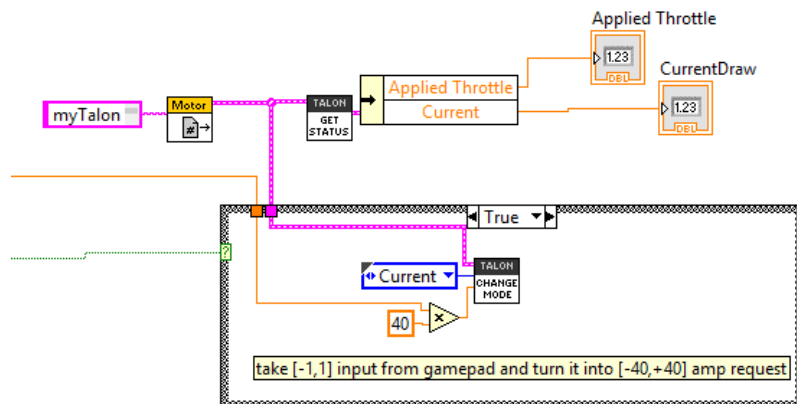 Applied Throttle
1.23
DBL
CurrentDraw
1.23
DBL
myTalon
Motor
#
TALON
GET
STATUS
Applied Throttle
Current
True
?
Current
TALON
CHANGE
MODE
x
40
take [-1,1] input from gamepad and turn it into [-40,+40] amp request